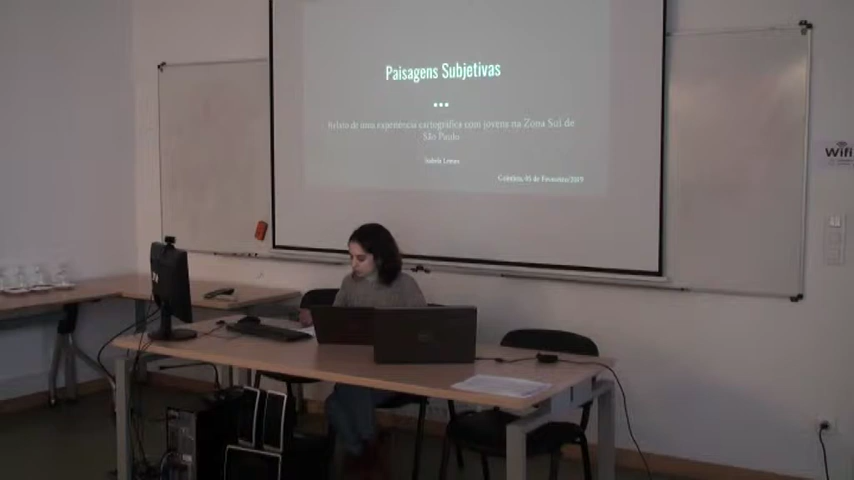 Paisagens Subjetivas
Relato de uma experiência cartográfica com jovens na Zona Sul de
São Paulo
Coimbra, 05 de Fevereiro/2019
Wifi